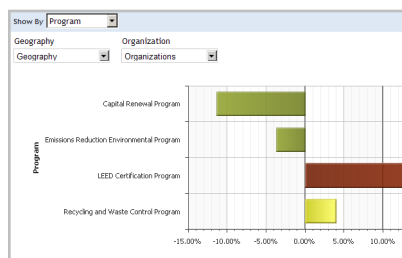 Show By Program
Geography Organization
Geography Organizations
Capital Renewal Program
Emissions Reduction Environmental Program
LEED Certification Program
Recycling and Waste Control Program
Program
-15.00% -10.00% -5.00% 0.00% 5.00% 10.00%